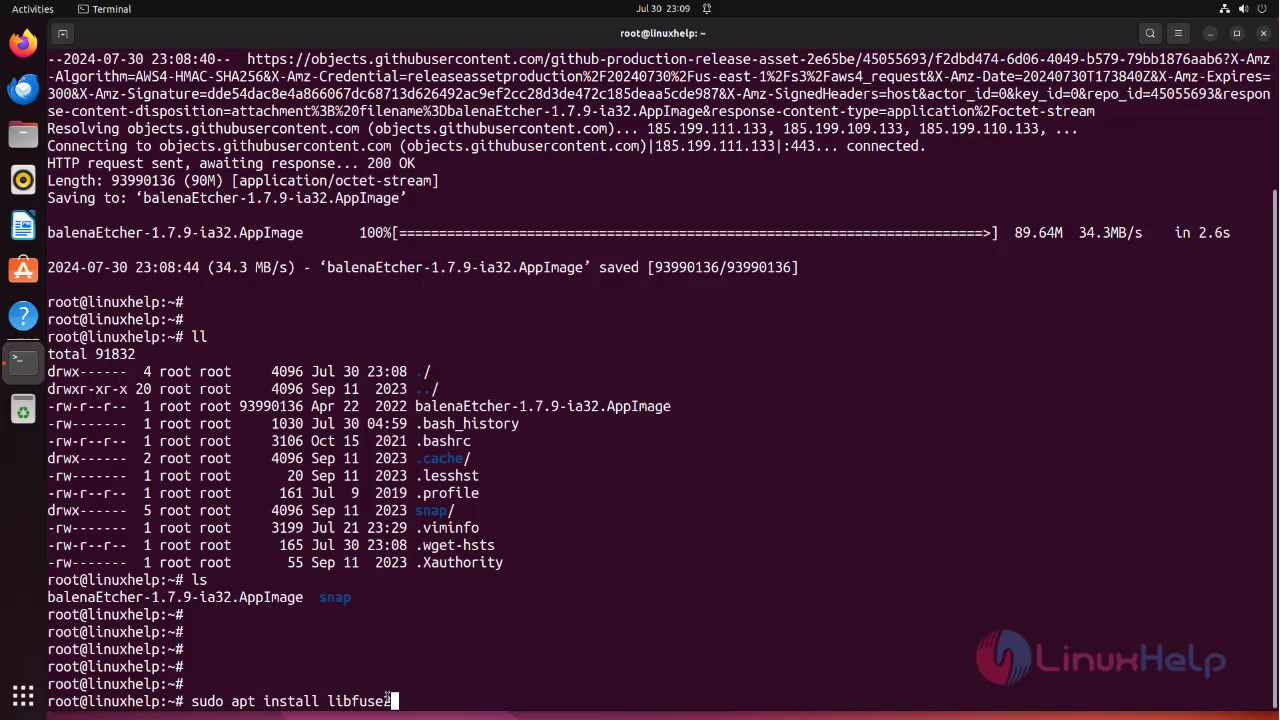 Activities
Terminal
Jul 30 23:09
root@linuxhelp: ~
--2024-07-30 23:08:40-- https://objects.githubusercontent.com/github-production-release-asset-2e65be/45055693/f2dbd474-6d06-4049-b579-79bb1876aab6?X-Amz
-Algorithm=AWS4-HMAC-SHA256&X-Amz-Credential=releaseassetproduction%2F20240730%2Fus-east-1%2Fs3%2Faws4_request&X-Amz-Date=20240730T173840Z&X-Amz-Expires=
300&X-Amz-Signature=dde54dac8e4a866067dc68713d626492ac9ef2cc28d3de472c185deaa5cde987&X-Amz-SignedHeaders=host&actor_id=0&key_id=0&repo_id=45055693&respon
se-content-disposition=attachment%3B%20filename%3DbalenaEtcher-1.7.9-ia32.AppImage&response-content-type=application%2Foctet-stream
Resolving objects.githubusercontent.com (objects.githubusercontent.com)... 185.199.111.133, 185.199.109.133, 185.199.110.133, ...
Connecting to objects.githubusercontent.com (objects.githubusercontent.com)|185.199.111.133|:443... connected.
HTTP request sent, awaiting response... 200 OK
Length: 93990136 (90M) [application/octet-stream]
Saving to: ‘balenaEtcher-1.7.9-ia32.AppImage’
balenaEtcher-1.7.9-ia32.AppImage 100%[=========================================================================>] 89.64M 34.3MB/s in 2.6s
2024-07-30 23:08:44 (34.3 MB/s) - ‘balenaEtcher-1.7.9-ia32.AppImage’ saved [93990136/93990136]
root@linuxhelp:~#
root@linuxhelp:~#
root@linuxhelp:~# ll
total 91832
drwx------ 4 root root 4096 Jul 30 23:08 ./
drwxr-xr-x 20 root root 4096 Sep 11 2023 ../
-rw-r--r-- 1 root root 93990136 Apr 22 2022 balenaEtcher-1.7.9-ia32.AppImage
-rw------- 1 root root 1030 Jul 30 04:59 .bash_history
-rw-r--r-- 1 root root 3106 Oct 15 2021 .bashrc
drwx------ 2 root root 4096 Sep 11 2023 .cache/
-rw------- 1 root root 20 Sep 11 2023 .lesshst
-rw-r--r-- 1 root root 161 Jul 9 2019 .profile
drwx------ 5 root root 4096 Sep 11 2023 snap/
-rw------- 1 root root 3199 Jul 21 23:29 .viminfo
-rw-r--r-- 1 root root 165 Jul 30 23:08 .wget-hsts
-rw------- 1 root root 55 Sep 11 2023 .Xauthority
root@linuxhelp:~# ls
balenaEtcher-1.7.9-ia32.AppImage snap
root@linuxhelp:~#
root@linuxhelp:~#
root@linuxhelp:~#
root@linuxhelp:~#
root@linuxhelp:~#
root@linuxhelp:~# sudo apt install libfuse2
LinuxHelp